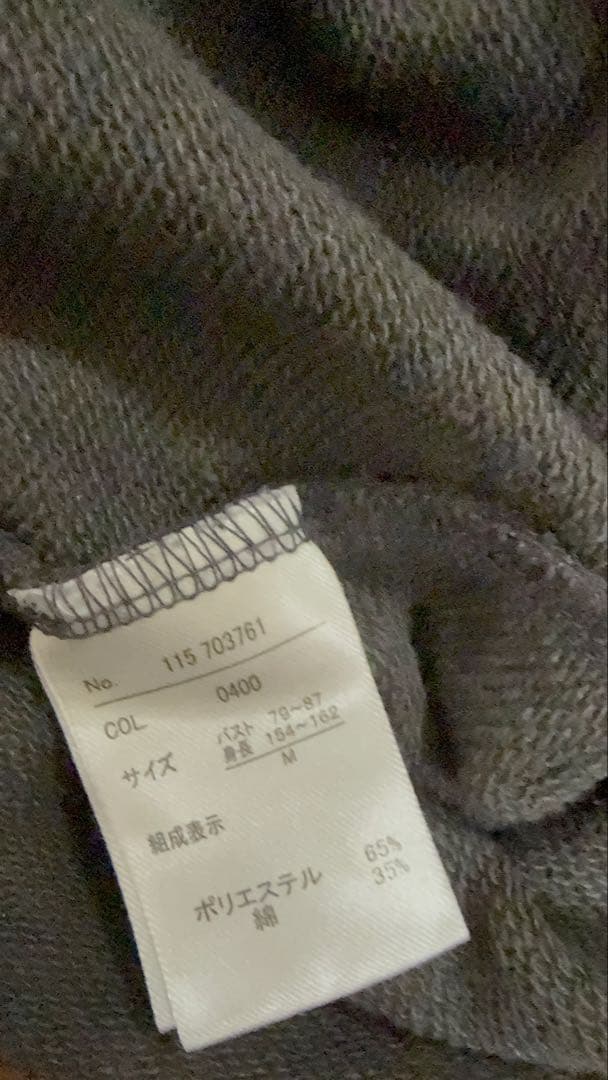 No. 115 703761
COL 0400
サイズ バスト 79〜87
身長 154〜162
M
組成表示
ポリエステル 65%
綿 35%